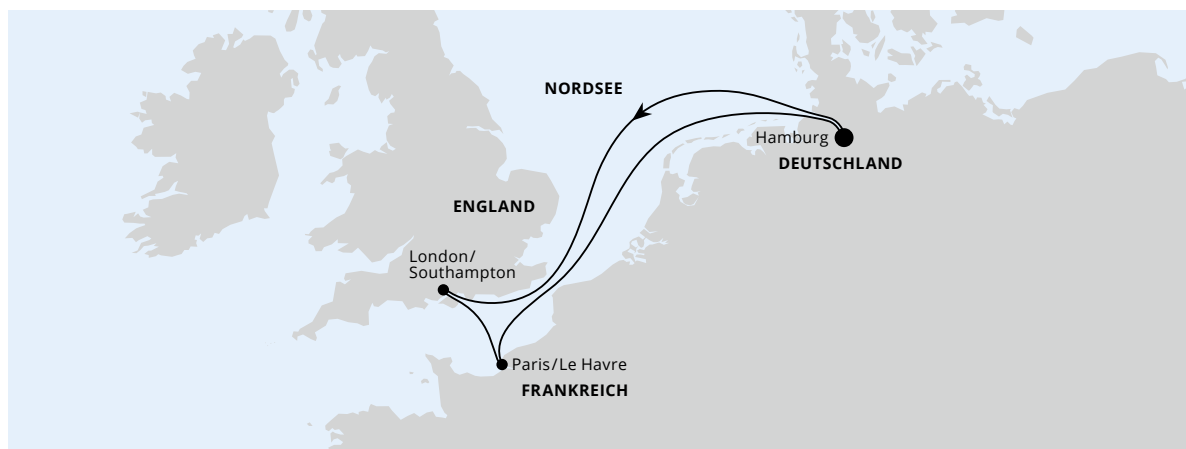 NORDSEE
Hamburg
DEUTSCHLAND
ENGLAND
London/
Southampton
Paris/Le Havre
FRANKREICH